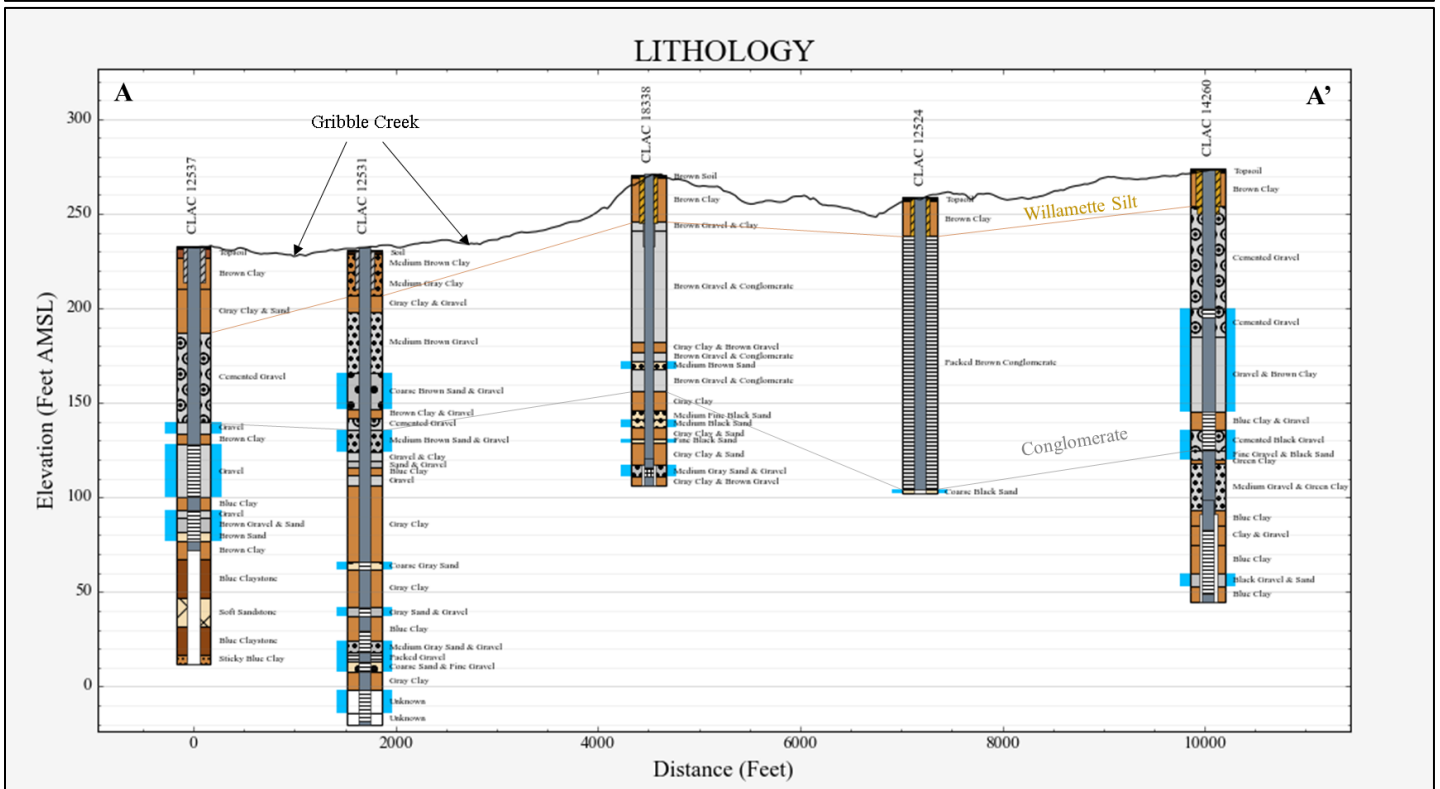 LITHOLOGY
A
A’
Gribble Creek
CLAC 12537
CLAC 12531
CLAC 18338
CLAC 12524
CLAC 14260
Elevation (Feet AMSL)
300
250
200
150
100
50
0
Topsoil
Brown Clay
Gray Clay & Sand
Cemented Gravel
Gravel
Brown Clay
Gravel
Blue Clay
Gravel
Brown Gravel & Sand
Brown Sand
Brown Clay
Blue Claystone
Soft Sandstone
Blue Claystone
Sticky Blue Clay
Soil
Medium Brown Clay
Medium Gray Clay
Gray Clay & Gravel
Medium Brown Gravel
Coarse Brown Sand & Gravel
Brown Clay & Gravel
Cemented Gravel
Medium Brown Sand & Gravel
Gravel & Clay
Sand & Gravel
Blue Clay
Gravel
Gray Clay
Coarse Gray Sand
Gray Clay
Gray Sand & Gravel
Blue Clay
Medium Gray Sand & Gravel
Packed Gravel
Coarse Sand & Fine Gravel
Gray Clay
Unknown
Unknown
Brown Soil
Brown Clay
Brown Gravel & Clay
Brown Gravel & Conglomerate
Gray Clay & Brown Gravel
Brown Gravel & Conglomerate
Medium Brown Sand
Brown Gravel & Conglomerate
Gray Clay
Medium Fine Black Sand
Medium Black Sand
Gray Clay & Sand
Fine Black Sand
Gray Clay & Sand
Medium Gray Sand & Gravel
Gray Clay & Brown Gravel
Topsoil
Brown Clay
Packed Brown Conglomerate
Coarse Black Sand
Willamette Silt
Conglomerate
Topsoil
Brown Clay
Cemented Gravel
Cemented Gravel
Gravel & Brown Clay
Blue Clay & Gravel
Cemented Black Gravel
Fine Gravel & Black Sand
Green Clay
Medium Gravel & Green Clay
Blue Clay
Clay & Gravel
Blue Clay
Black Gravel & Sand
Blue Clay
0
2000
4000
6000
8000
10000
Distance (Feet)